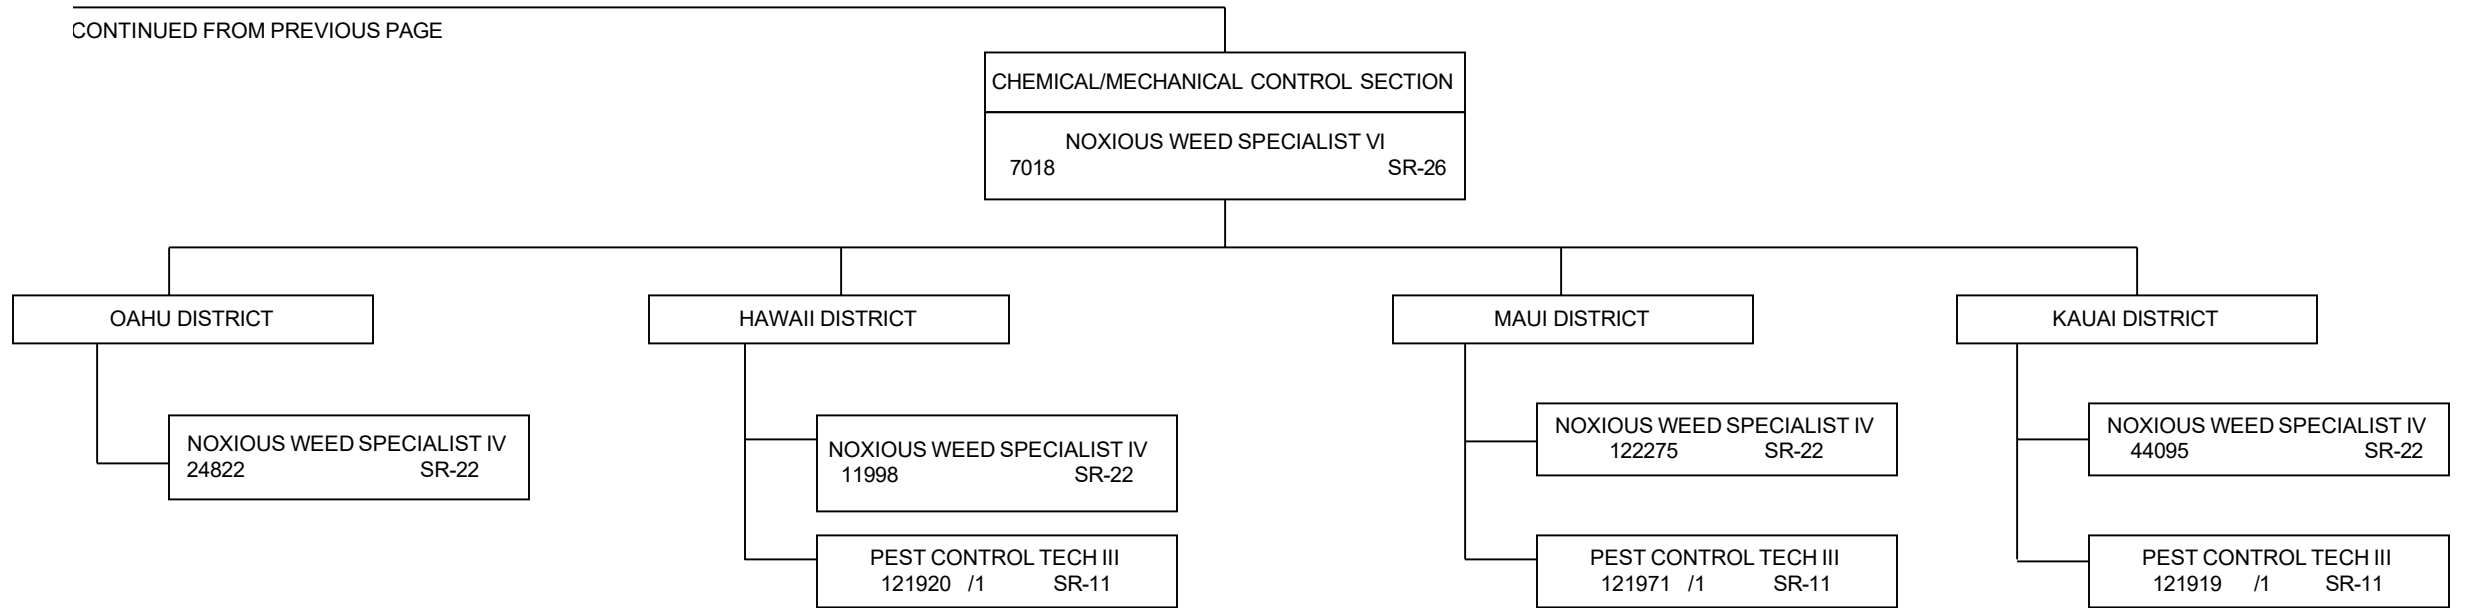 CONTINUED FROM PREVIOUS PAGE
CHEMICAL/MECHANICAL CONTROL SECTION
NOXIOUS WEED SPECIALIST VI
7018 SR-26
OAHU DISTRICT
HAWAII DISTRICT
MAUI DISTRICT
KAUAI DISTRICT
NOXIOUS WEED SPECIALIST IV
24822 SR-22
NOXIOUS WEED SPECIALIST IV
11998 SR-22
PEST CONTROL TECH III
121920 /1 SR-11
NOXIOUS WEED SPECIALIST IV
122275 SR-22
PEST CONTROL TECH III
121971 /1 SR-11
NOXIOUS WEED SPECIALIST IV
44095 SR-22
PEST CONTROL TECH III
121919 /1 SR-11